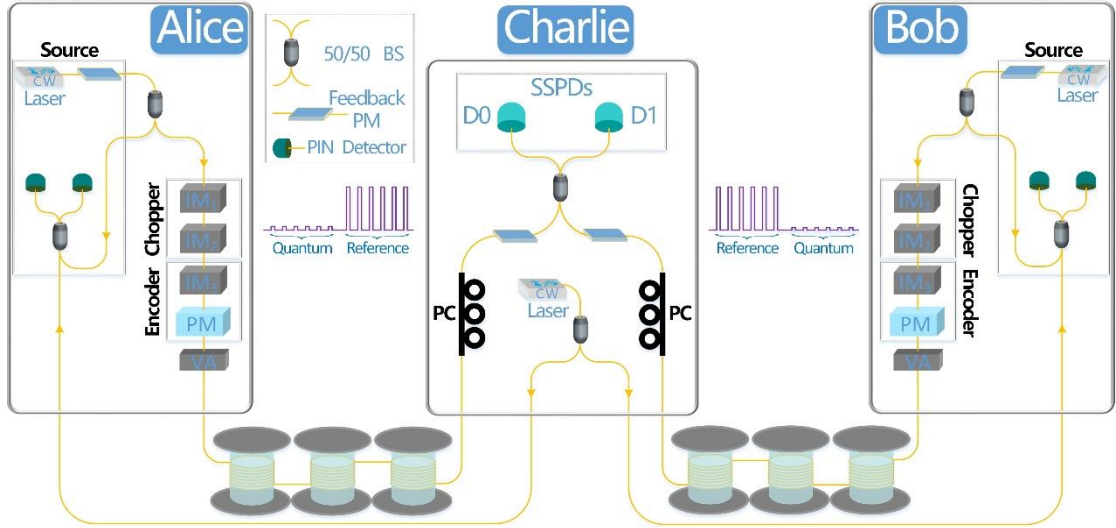 Alice
Charlie
Bob
Source
CW
Laser
50/50 BS
Feedback
PM
PIN Detector
SSPDs
D0
D1
Source
CW
Laser
Chopper
IM1
IM2
Encoder
IM3
PM
VA
Quantum
Reference
PC
CW
Laser
PC
Reference
Quantum
IM1
IM2
Chopper
IM3
PM
Encoder
VA